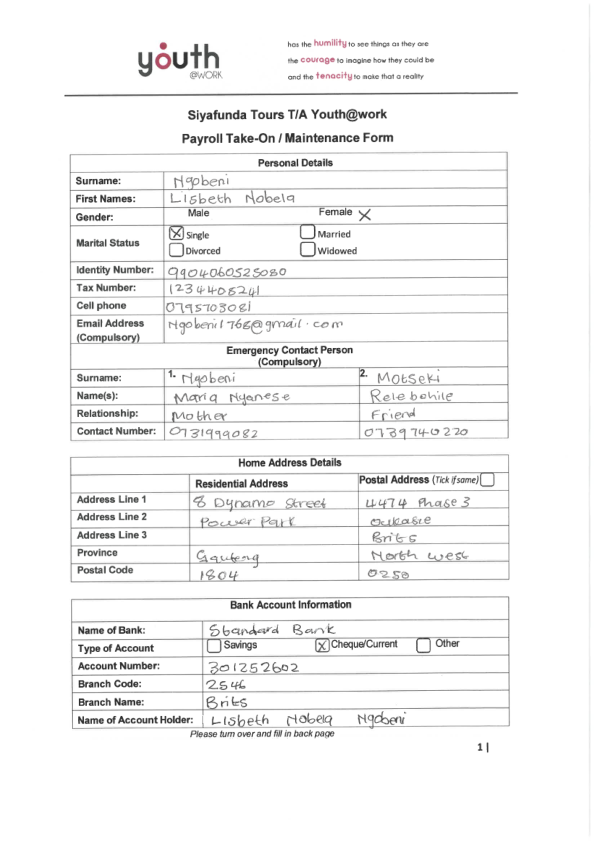 youth
@WORK
has the humility to see things as they are
the courage to imagine how they could be
and the tenacity to make that a reality
Siyafunda Tours T/A Youth@work
Payroll Take-On / Maintenance Form
Personal Details
Surname: Ngobeni
First Names: Lisbeth Nobela
Gender: Male Female X
Marital Status X Single Married
Divorced Widowed
Identity Number: 9904060525080
Tax Number: 1234408241
Cell phone 0795703081
Email Address Ngobeni1768@gmail.com
(Compulsory)
Emergency Contact Person
(Compulsory)
Surname: 1. Ngobeni 2. Motseki
Name(s): Maria Nyanese Relebohile
Relationship: Mother Friend
Contact Number: 0731999082 0739740220
Home Address Details
Residential Address Postal Address (Tick if same)
Address Line 1 8 Dynamo Street 4474 Phase 3
Address Line 2 Power Park Oukasie
Address Line 3 Brits
Province Gauteng North West
Postal Code 1804 0250
Bank Account Information
Name of Bank: Standard Bank
Type of Account Savings X Cheque/Current Other
Account Number: 301252602
Branch Code: 2546
Branch Name: Brits
Name of Account Holder: Lisbeth Nobela Ngobeni
Please turn over and fill in back page
1 |